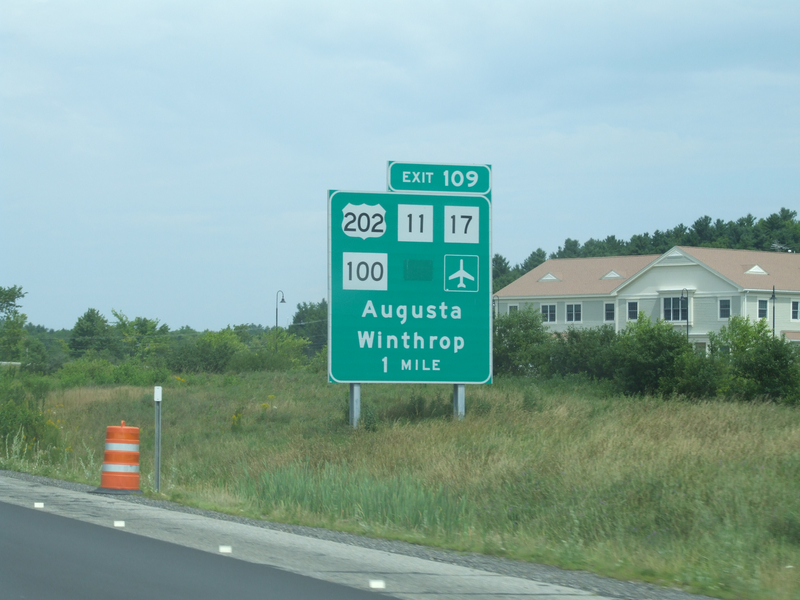 EXIT 109
202 11 17
100
Augusta
Winthrop
1 MILE